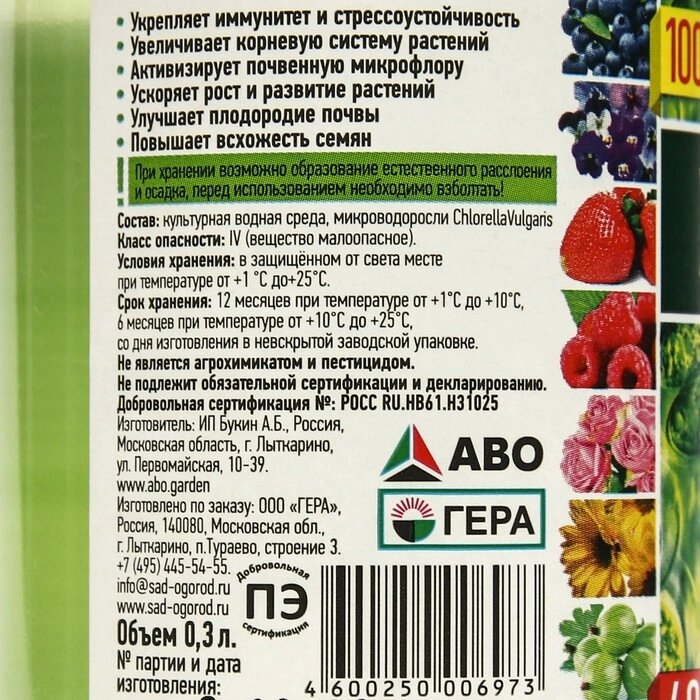 • Укрепляет иммунитет и стрессоустойчивость
• Увеличивает корневую систему растений
• Активизирует почвенную микрофлору
• Ускоряет рост и развитие растений
• Улучшает плодородие почвы
• Повышает всхожесть семян
! При хранении возможно образование естественного расслоения
и осадка, перед использованием необходимо взболтать!
Состав: культурная водная среда, микроводоросли ChlorellaVulgaris
Класс опасности: IV (вещество малоопасное).
Условия хранения: в защищённом от света месте
при температуре от +1 °С до+25°С.
Срок хранения: 12 месяцев при температуре от +1°С до +10°С,
6 месяцев при температуре от +10°С до +25°С,
со дня изготовления в невскрытой заводской упаковке.
Не является агрохимикатом и пестицидом.
Не подлежит обязательной сертификации и декларированию.
Добровольная сертификация №: РОСС RU.НВ61.Н31025
Изготовитель: ИП Букин А.Б., Россия,
Московская область, г. Лыткарино,
ул. Первомайская, 10-39.
www.abo.garden
Изготовлено по заказу: ООО «ГЕРА»,
Россия, 140080, Московская обл.,
г. Лыткарино, п.Тураево, строение 3.
+7 (495) 445-54-55.
info@sad-ogorod.ru
www.sad-ogorod.ru
Объем 0,3 л.
№ партии и дата
изготовления:
АВО
ГЕРА
Добровольная
ПЭ
сертификация
4600250006973
100